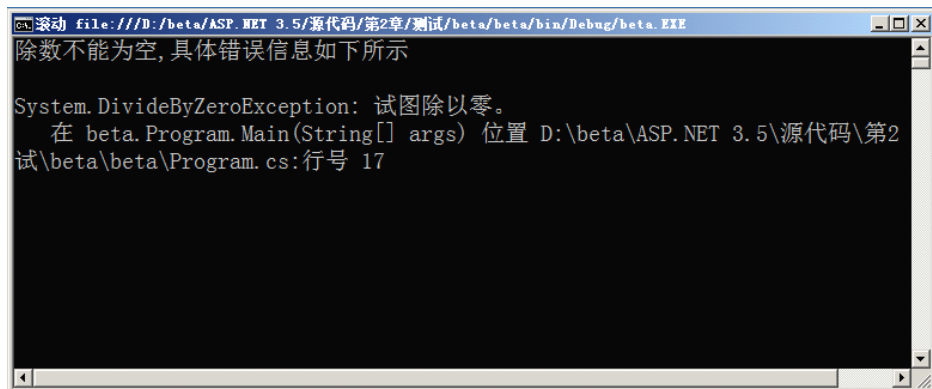 滚动 file:///D:/beta/ASP.NET 3.5/源代码/第2章/测试/beta/beta/bin/Debug/beta.EXE
除数不能为空,具体错误信息如下所示
System.DivideByZeroException: 试图除以零。
在 beta.Program.Main(String[] args) 位置 D:\beta\ASP.NET 3.5\源代码\第2
试\beta\beta\Program.cs:行号 17